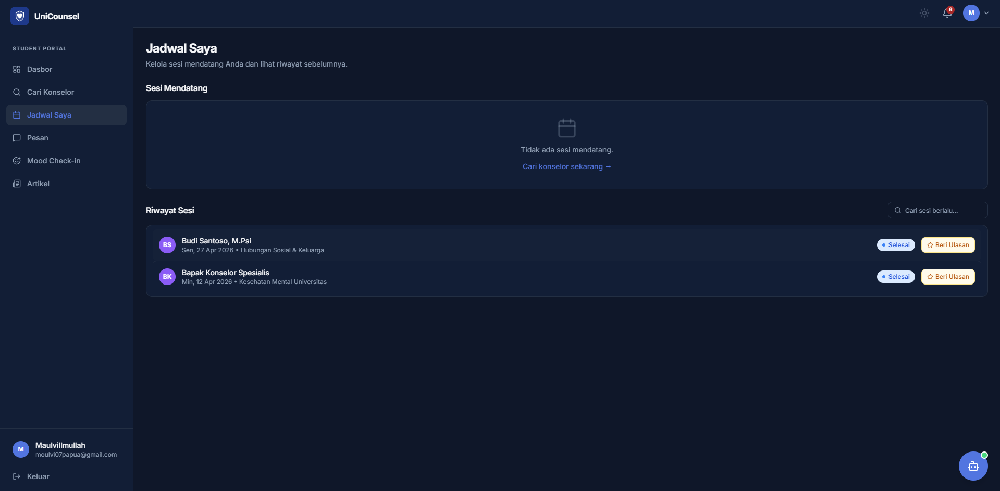 UniCounsel
6
M
STUDENT PORTAL
Dasbor
Cari Konselor
Jadwal Saya
Pesan
Mood Check-in
Artikel
Jadwal Saya
Kelola sesi mendatang Anda dan lihat riwayat sebelumnya.
Sesi Mendatang
Tidak ada sesi mendatang.
Cari konselor sekarang →
Riwayat Sesi
Cari sesi berlalu...
BS
Budi Santoso, M.Psi
Sen, 27 Apr 2026 • Hubungan Sosial & Keluarga
Selesai
Beri Ulasan
BK
Bapak Konselor Spesialis
Min, 12 Apr 2026 • Kesehatan Mental Universitas
Selesai
Beri Ulasan
M
Maulvillmullah
moulvi07papua@gmail.com
Keluar